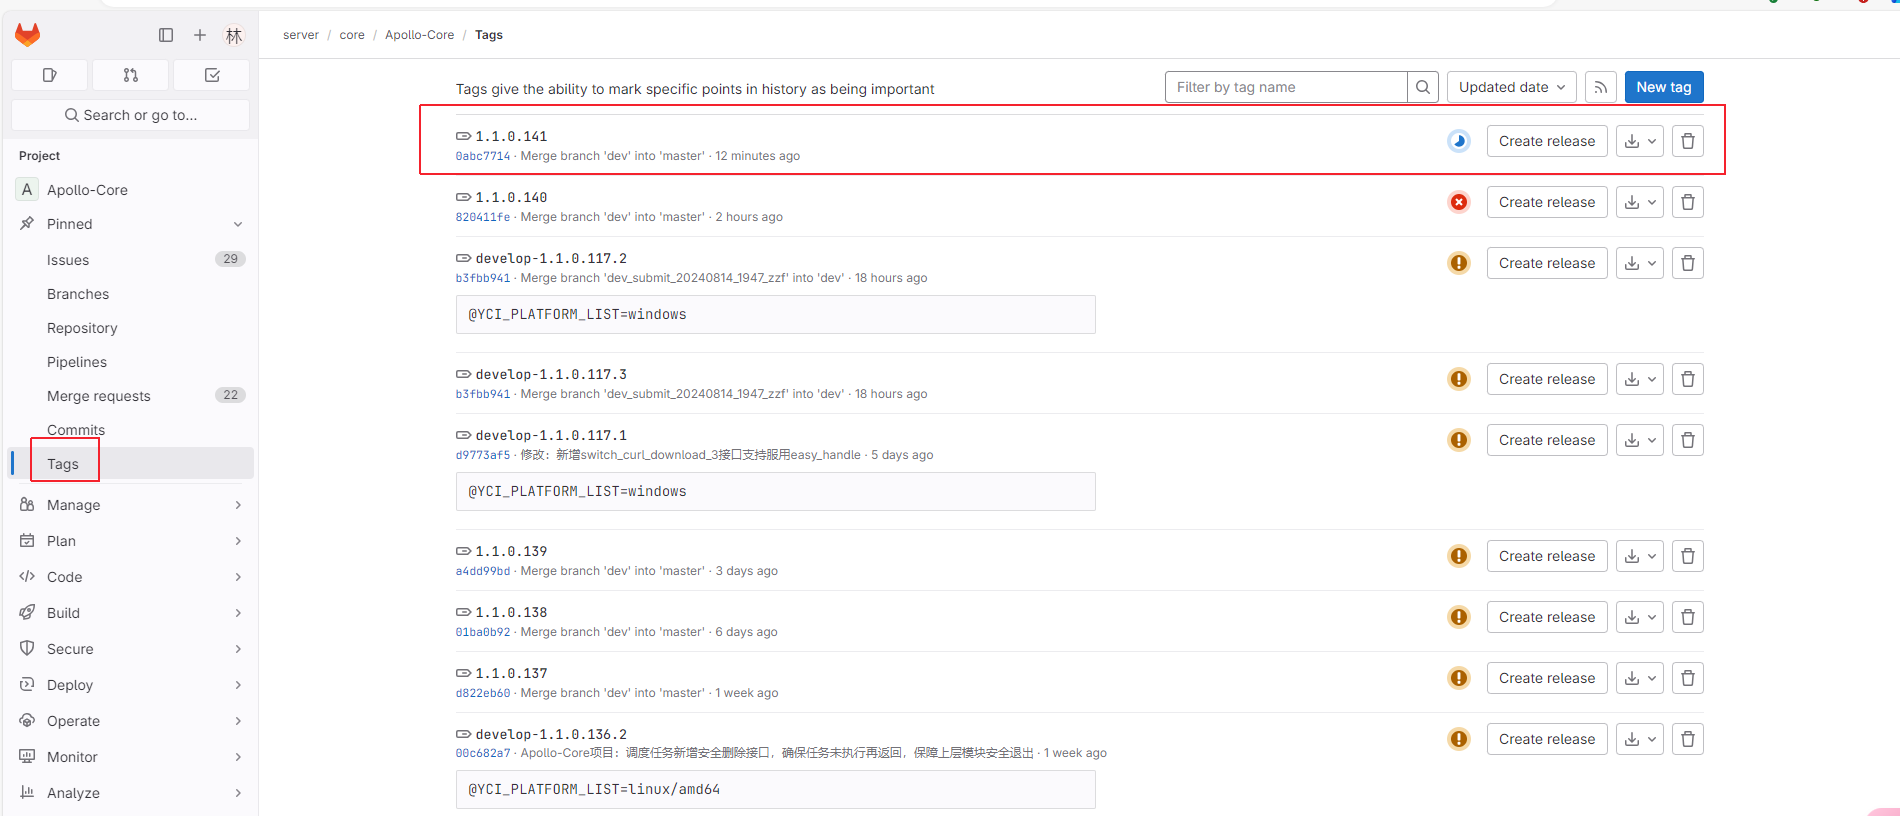 林
Search or go to...
Project
A Apollo-Core
Pinned
Issues 29
Branches
Repository
Pipelines
Merge requests 22
Commits
Tags
Manage
Plan
Code
Build
Secure
Deploy
Operate
Monitor
Analyze
server / core / Apollo-Core / Tags
Tags give the ability to mark specific points in history as being important
Filter by tag name
Updated date
New tag
1.1.0.141
0abc7714 · Merge branch 'dev' into 'master' · 12 minutes ago
Create release
1.1.0.140
820411fe · Merge branch 'dev' into 'master' · 2 hours ago
Create release
develop-1.1.0.117.2
b3fbb941 · Merge branch 'dev_submit_20240814_1947_zzf' into 'dev' · 18 hours ago
Create release
@YCI_PLATFORM_LIST=windows
develop-1.1.0.117.3
b3fbb941 · Merge branch 'dev_submit_20240814_1947_zzf' into 'dev' · 18 hours ago
Create release
develop-1.1.0.117.1
d9773af5 · 修改：新增switch_curl_download_3接口支持服用easy_handle · 5 days ago
Create release
@YCI_PLATFORM_LIST=windows
1.1.0.139
a4dd99bd · Merge branch 'dev' into 'master' · 3 days ago
Create release
1.1.0.138
01ba0b92 · Merge branch 'dev' into 'master' · 6 days ago
Create release
1.1.0.137
d822eb60 · Merge branch 'dev' into 'master' · 1 week ago
Create release
develop-1.1.0.136.2
00c682a7 · Apollo-Core项目：调度任务新增安全删除接口，确保任务未执行再返回，保障上层模块安全退出 · 1 week ago
Create release
@YCI_PLATFORM_LIST=linux/amd64